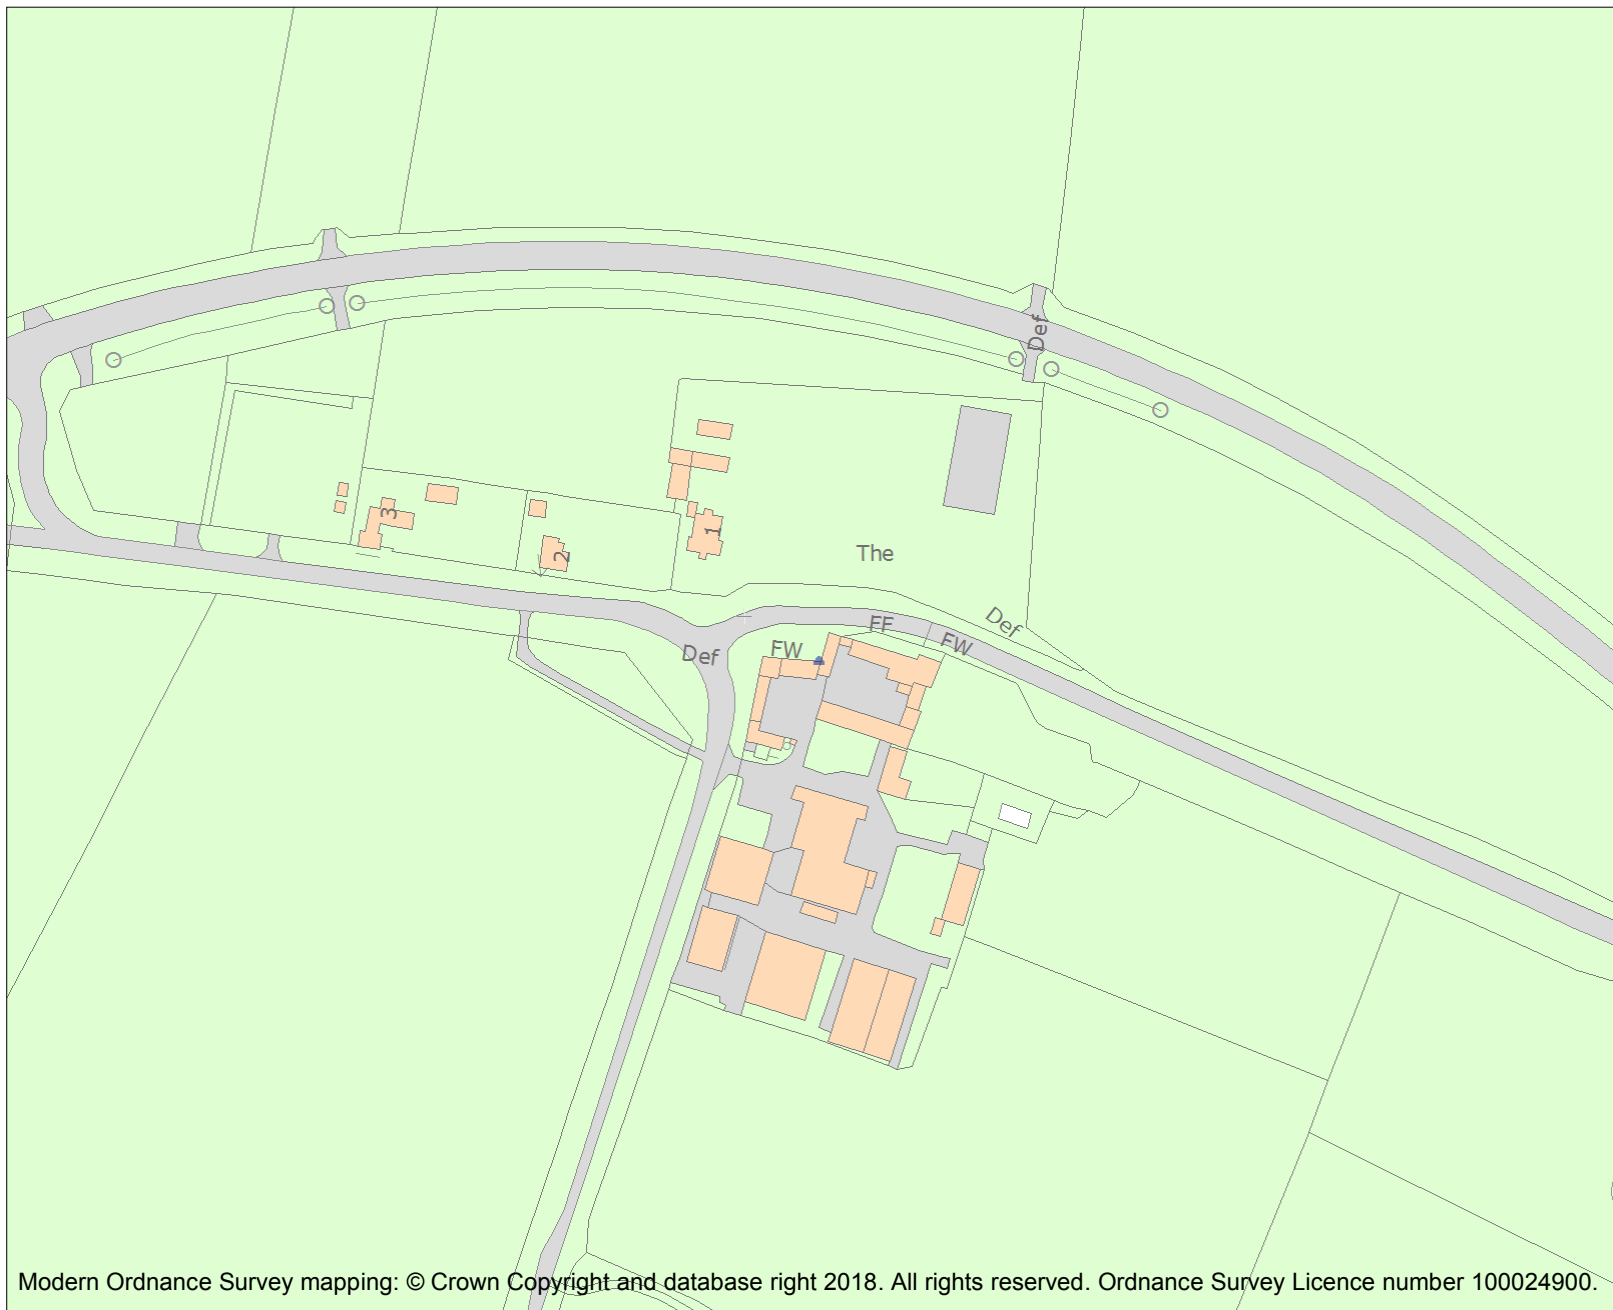 Def
3
1
2
The
Def
FF
FW
FW
Def
Modern Ordnance Survey mapping: © Crown Copyright and database right 2018. All rights reserved. Ordnance Survey Licence number 100024900.